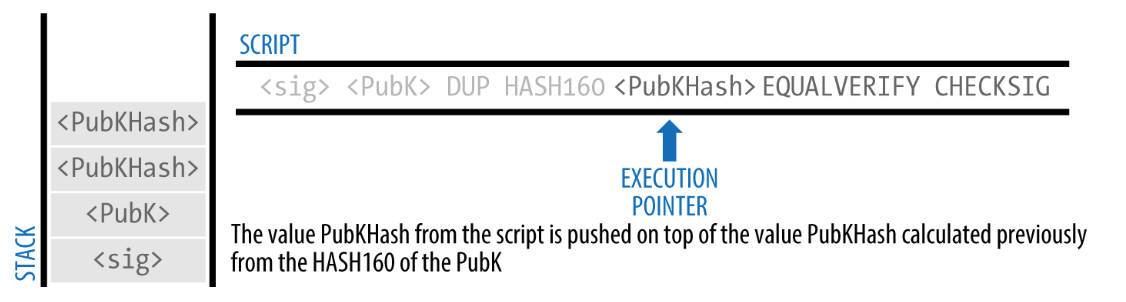 SCRIPT
<sig> <PubK> DUP HASH160 <PubKHash> EQUALVERIFY CHECKSIG
<PubKHash>
<PubKHash>
<PubK>
<sig>
STACK
EXECUTION
POINTER
The value PubKHash from the script is pushed on top of the value PubKHash calculated previously
from the HASH160 of the PubK